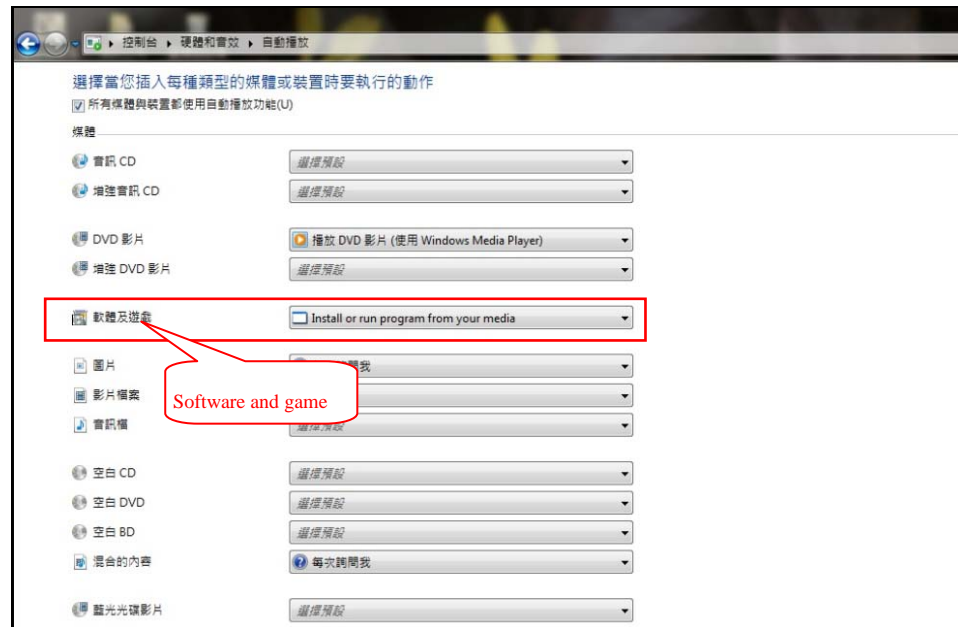 控制台 ▸ 硬體和音效 ▸ 自動播放
選擇當您插入每種類型的媒體或裝置時要執行的動作
所有媒體與裝置都使用自動播放功能(U)
媒體
音訊 CD 選擇預設
增強音訊 CD 選擇預設
DVD 影片 播放 DVD 影片 (使用 Windows Media Player)
增強 DVD 影片 選擇預設
軟體及遊戲 Install or run program from your media
圖片 問我
影片檔案
Software and game
音訊檔 選擇預設
空白 CD 選擇預設
空白 DVD 選擇預設
空白 BD 選擇預設
混合的內容 每次詢問我
藍光光碟影片 選擇預設